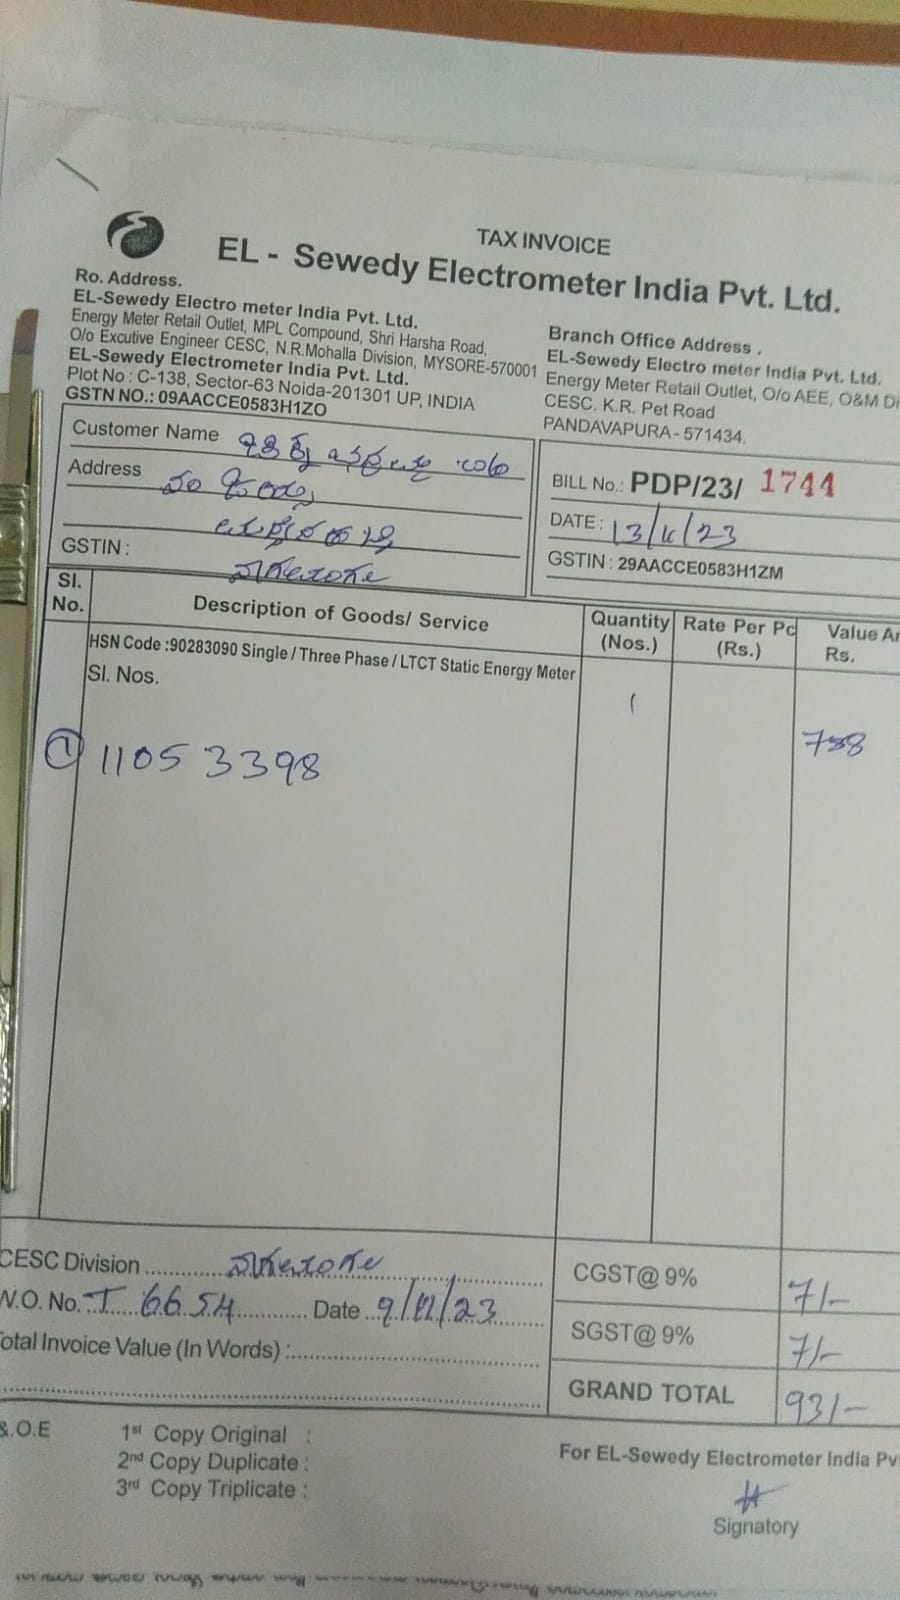 TAX INVOICE
EL - Sewedy Electrometer India Pvt. Ltd.
Ro. Address.
EL-Sewedy Electro meter India Pvt. Ltd.
Energy Meter Retail Outlet, MPL Compound, Shri Harsha Road,
O/o Excutive Engineer CESC, N.R.Mohalla Division, MYSORE-570001
EL-Sewedy Electrometer India Pvt. Ltd.
Plot No : C-138, Sector-63 Noida-201301 UP, INDIA
GSTN NO.: 09AACCE0583H1ZO
Branch Office Address .
EL-Sewedy Electro meter India Pvt. Ltd.
Energy Meter Retail Outlet, O/o AEE, O&M Di
CESC. K.R. Pet Road
PANDAVAPURA - 571434.
Customer Name
Address
GSTIN :
BILL No.: PDP/23/ 1744
DATE : 13/11/23
GSTIN : 29AACCE0583H1ZM
Sl. No. Description of Goods/ Service Quantity (Nos.) Rate Per Pc (Rs.) Value Rs.
HSN Code :90283090 Single / Three Phase / LTCT Static Energy Meter
Sl. Nos.
1
788
① 11053398
CESC Division
W.O. No. T 6654 Date 9/11/23
Total Invoice Value (In Words) :
CGST@ 9% 71-
SGST@ 9% 71-
GRAND TOTAL 931-
&.O.E
1st Copy Original :
2nd Copy Duplicate :
3rd Copy Triplicate :
For EL-Sewedy Electrometer India Pv
Signatory